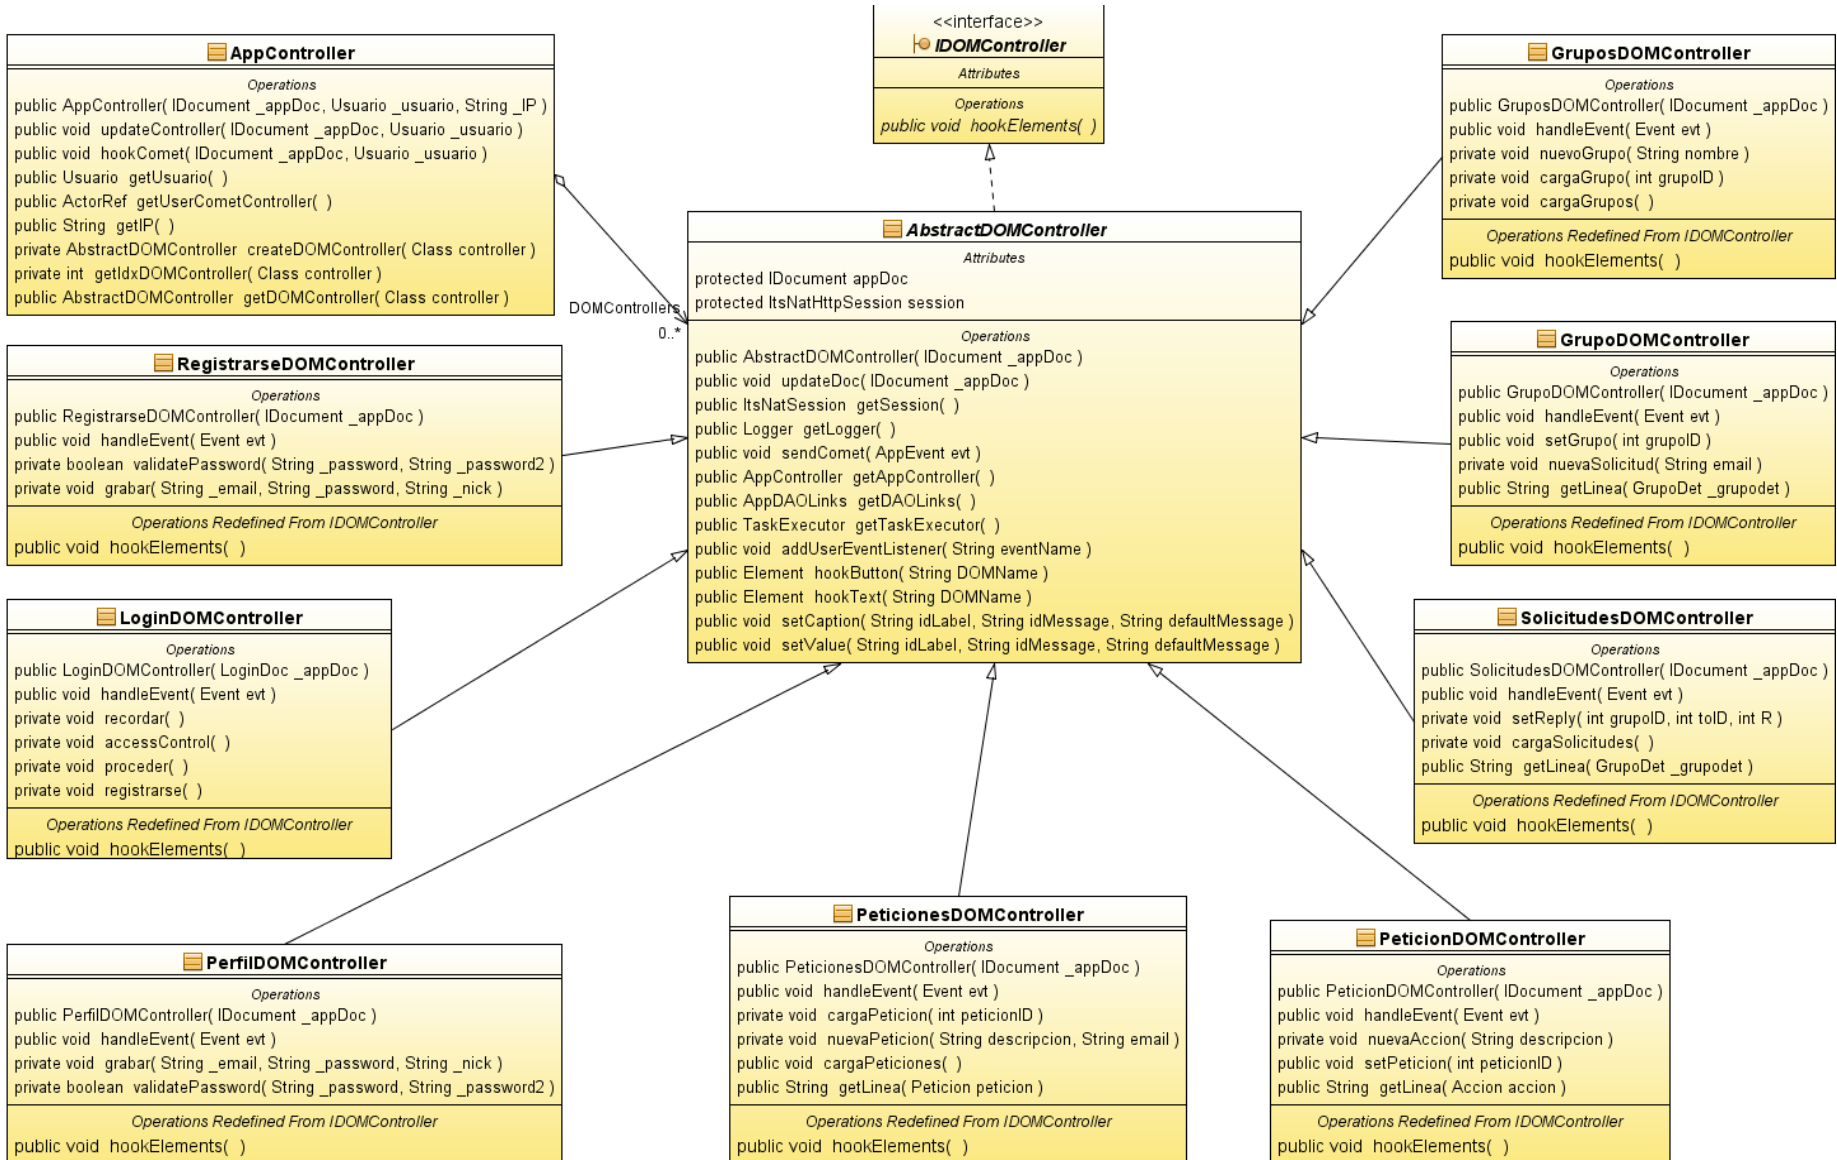 AppController
Operations
public AppController( IDocument _appDoc, Usuario _usuario, String _IP )
public void updateController( IDocument _appDoc, Usuario _usuario )
public void hookComet( IDocument _appDoc, Usuario _usuario )
public Usuario getUsuario( )
public ActorRef getUserCometController( )
public String getIP( )
private AbstractDOMController createDOMController( Class controller )
private int getIdxDOMController( Class controller )
public AbstractDOMController getDOMController( Class controller )
<<interface>>
IDOMController
Attributes
Operations
public void hookElements( )
GruposDOMController
Operations
public GruposDOMController( IDocument _appDoc )
public void handleEvent( Event evt )
private void nuevoGrupo( String nombre )
private void cargaGrupo( int grupoID )
private void cargaGrupos( )
Operations Redefined From IDOMController
public void hookElements( )
DOMControllers
0..*
AbstractDOMController
Attributes
protected IDocument appDoc
protected ItsNatHttpSession session
Operations
public AbstractDOMController( IDocument _appDoc )
public void updateDoc( IDocument _appDoc )
public ItsNatSession getSession( )
public Logger getLogger( )
public void sendComet( AppEvent evt )
public AppController getAppController( )
public AppDAOLinks getDAOLinks( )
public TaskExecutor getTaskExecutor( )
public void addUserEventListener( String eventName )
public Element hookButton( String DOMName )
public Element hookText( String DOMName )
public void setCaption( String idLabel, String idMessage, String defaultMessage )
public void setValue( String idLabel, String idMessage, String defaultMessage )
RegistrarseDOMController
Operations
public RegistrarseDOMController( IDocument _appDoc )
public void handleEvent( Event evt )
private boolean validatePassword( String _password, String _password2 )
private void grabar( String _email, String _password, String _nick )
Operations Redefined From IDOMController
public void hookElements( )
GrupoDOMController
Operations
public GrupoDOMController( IDocument _appDoc )
public void handleEvent( Event evt )
public void setGrupo( int grupoID )
private void nuevaSolicitud( String email )
public String getLinea( GrupoDet _grupodet )
Operations Redefined From IDOMController
public void hookElements( )
LoginDOMController
Operations
public LoginDOMController( LoginDoc _appDoc )
public void handleEvent( Event evt )
private void recordar( )
private void accessControl( )
private void proceder( )
private void registrarse( )
Operations Redefined From IDOMController
public void hookElements( )
SolicitudesDOMController
Operations
public SolicitudesDOMController( IDocument _appDoc )
public void handleEvent( Event evt )
private void setReply( int grupoID, int toID, int R )
private void cargaSolicitudes( )
public String getLinea( GrupoDet _grupodet )
Operations Redefined From IDOMController
public void hookElements( )
PerfilDOMController
Operations
public PerfilDOMController( IDocument _appDoc )
public void handleEvent( Event evt )
private void grabar( String _email, String _password, String _nick )
private boolean validatePassword( String _password, String _password2 )
Operations Redefined From IDOMController
public void hookElements( )
PeticionesDOMController
Operations
public PeticionesDOMController( IDocument _appDoc )
public void handleEvent( Event evt )
private void cargaPeticion( int peticionID )
private void nuevaPeticion( String descripcion, String email )
public void cargaPeticiones( )
public String getLinea( Peticion peticion )
Operations Redefined From IDOMController
public void hookElements( )
PeticionDOMController
Operations
public PeticionDOMController( IDocument _appDoc )
public void handleEvent( Event evt )
private void nuevaAccion( String descripcion )
public void setPeticion( int peticionID )
public String getLinea( Accion accion )
Operations Redefined From IDOMController
public void hookElements( )